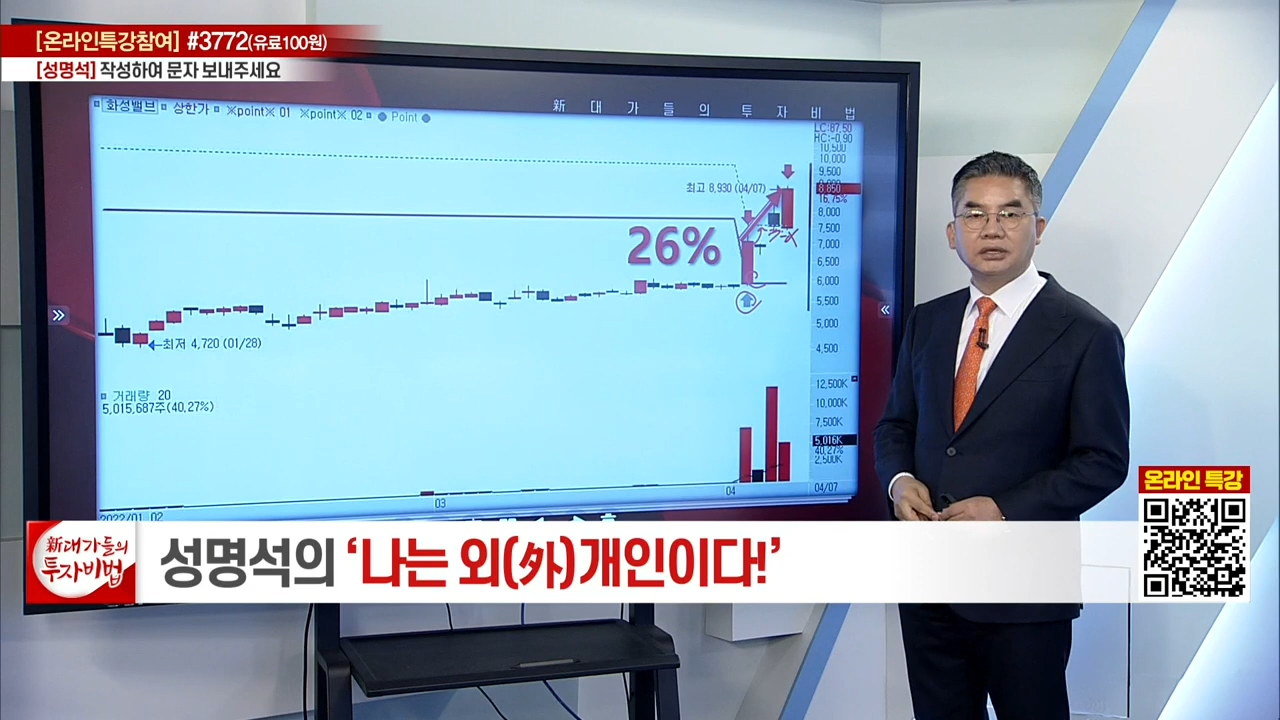 [온라인특강참여] #3772(유료100원)
[성명석] 작성하여 문자 보내주세요
화성밸브 상한가 ※point※ 01 ※point※ 02 ● Point ●
新 대 가 들 의 투 자 비 법
LC:87.50
HC:-0.90
10,500
10,000
9,500
최고 8,930 (04/07)
8,850
16.75%
8,000
7,500
7,000
6,500
6,000
5,500
5,000
4,500
26%
최저 4,720 (01/28)
거래량 20
5,015,687주(40.27%)
12,500K
10,000K
7,500K
5,016K
40.27%
2,500K
2022/01 02
03
04
04/07
온라인 특강
新대가들의
투자비법
성명석의 ‘나는 외(外)개인이다!’